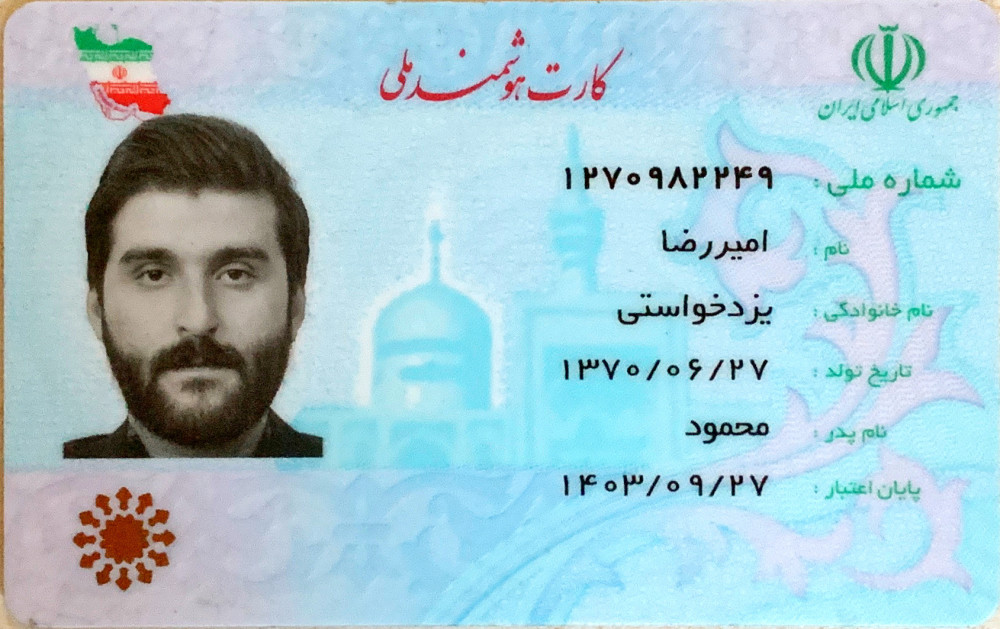 کارت هوشمند ملی
جمهوری اسلامی ایران
شماره ملی : ۱۲۷۰۹۸۲۲۴۹
نام : امیررضا
نام خانوادگی : یزدخواستی
تاریخ تولد : ۱۳۷۰/۰۶/۲۷
نام پدر : محمود
پایان اعتبار : ۱۴۰۳/۰۹/۲۷